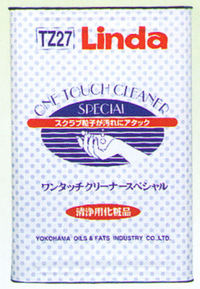 TZ27 Linda
ONE TOUCH CLEANER
SPECIAL
スクラブ粒子が汚れにアタック
ワンタッチクリーナースペシャル
清浄用化粧品
YOKOHAMA OILS & FATS INDUSTRY CO.,LTD.